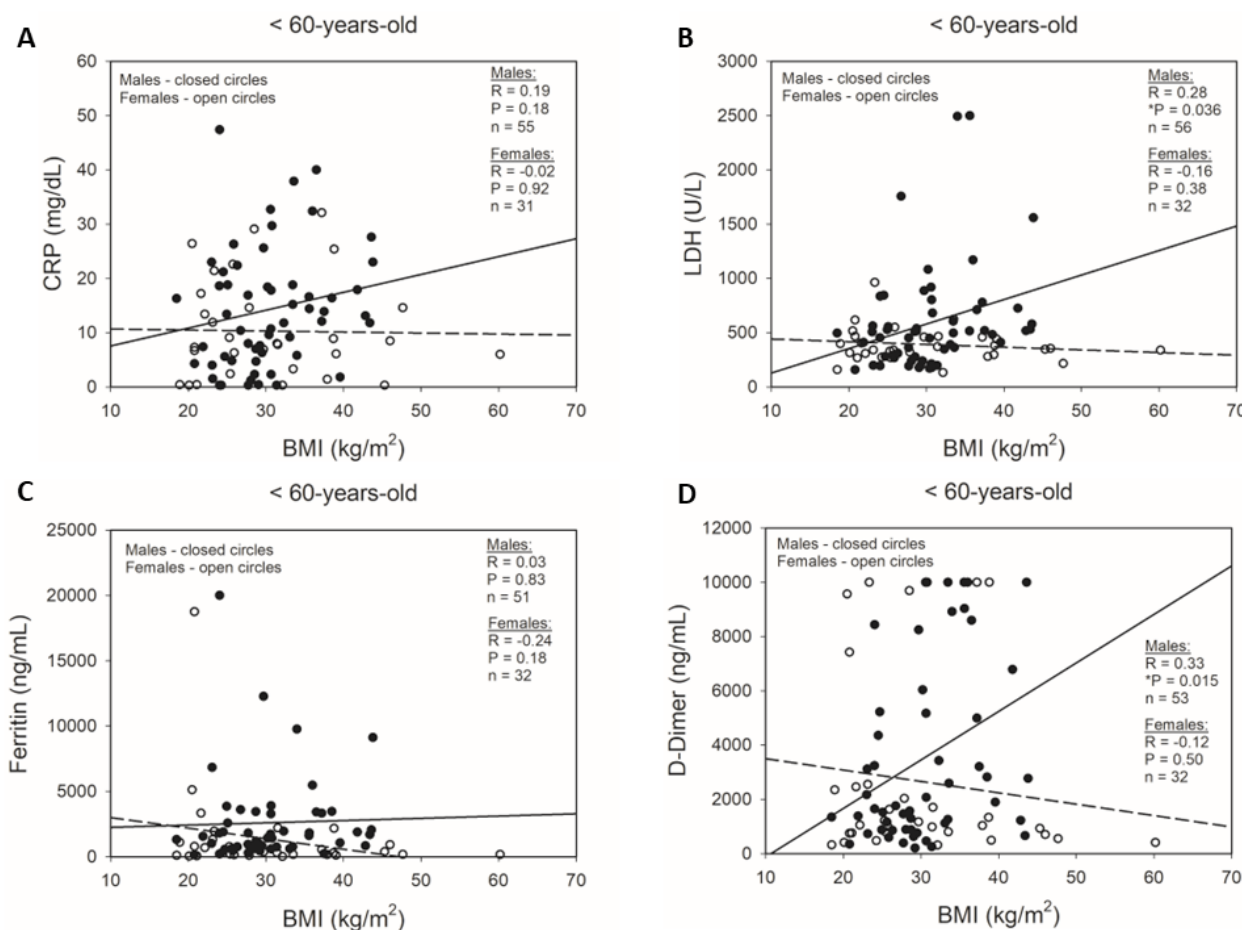 A
< 60-years-old
60
50
40
30
20
10
0
CRP (mg/dL)
Males - closed circles
Females - open circles
Males:
R = 0.19
P = 0.18
n = 55
Females:
R = -0.02
P = 0.92
n = 31
10 20 30 40 50 60 70
BMI (kg/m²)
B
< 60-years-old
3000
2500
2000
1500
1000
500
0
LDH (U/L)
Males - closed circles
Females - open circles
Males:
R = 0.28
*P = 0.036
n = 56
Females:
R = -0.16
P = 0.38
n = 32
10 20 30 40 50 60 70
BMI (kg/m²)
C
< 60-years-old
25000
20000
15000
10000
5000
0
Ferritin (ng/mL)
Males - closed circles
Females - open circles
Males:
R = 0.03
P = 0.83
n = 51
Females:
R = -0.24
P = 0.18
n = 32
10 20 30 40 50 60 70
BMI (kg/m²)
D
< 60-years-old
12000
10000
8000
6000
4000
2000
0
D-Dimer (ng/mL)
Males - closed circles
Females - open circles
Males:
R = 0.33
*P = 0.015
n = 53
Females:
R = -0.12
P = 0.50
n = 32
10 20 30 40 50 60 70
BMI (kg/m²)